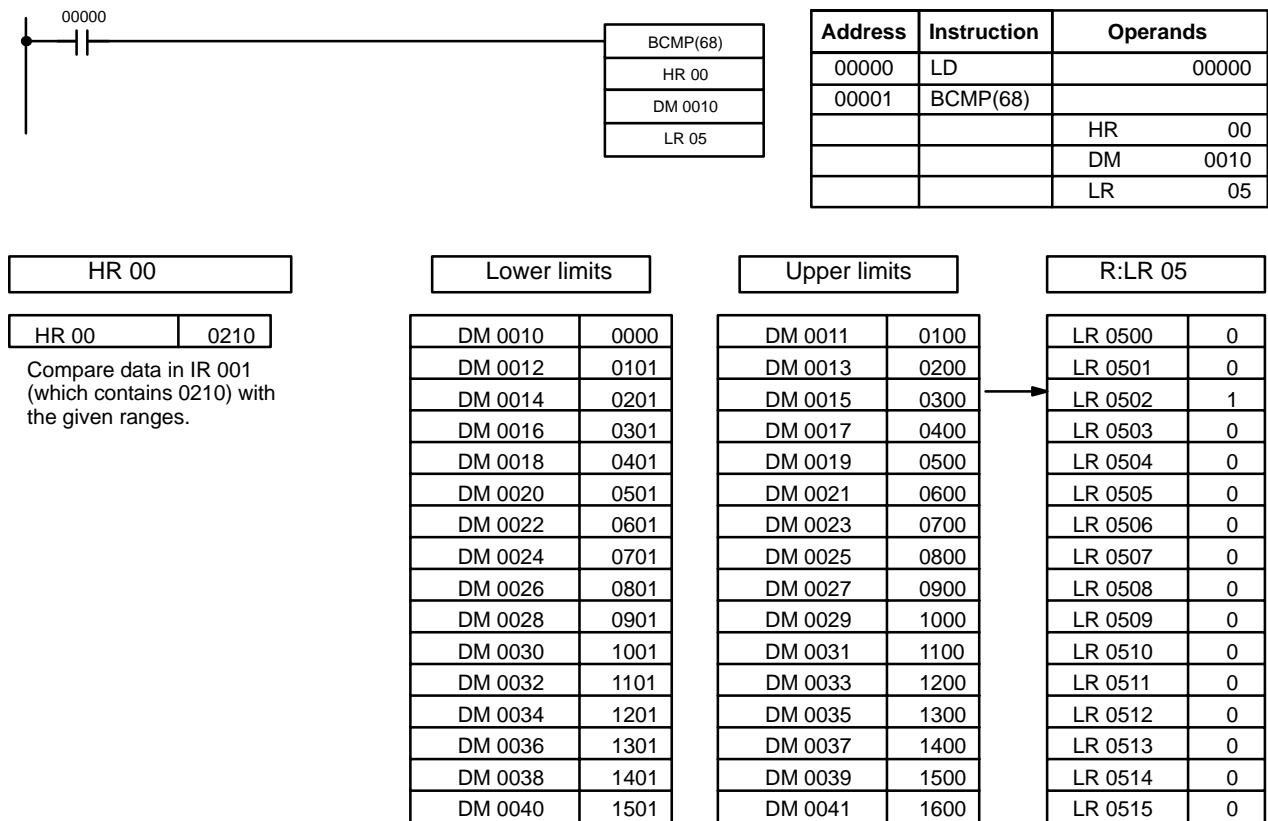 00000
BCMP(68)
HR 00
DM 0010
LR 05
Address Instruction Operands
00000 LD 00000
00001 BCMP(68)
HR 00
DM 0010
LR 05
HR 00 Lower limits Upper limits R:LR 05
HR 00 0210 DM 0010 0000 DM 0011 0100 LR 0500 0
Compare data in IR 001
(which contains 0210) with
the given ranges.
DM 0012 0101 DM 0013 0200 LR 0501 0
DM 0014 0201 DM 0015 0300 LR 0502 1
DM 0016 0301 DM 0017 0400 LR 0503 0
DM 0018 0401 DM 0019 0500 LR 0504 0
DM 0020 0501 DM 0021 0600 LR 0505 0
DM 0022 0601 DM 0023 0700 LR 0506 0
DM 0024 0701 DM 0025 0800 LR 0507 0
DM 0026 0801 DM 0027 0900 LR 0508 0
DM 0028 0901 DM 0029 1000 LR 0509 0
DM 0030 1001 DM 0031 1100 LR 0510 0
DM 0032 1101 DM 0033 1200 LR 0511 0
DM 0034 1201 DM 0035 1300 LR 0512 0
DM 0036 1301 DM 0037 1400 LR 0513 0
DM 0038 1401 DM 0039 1500 LR 0514 0
DM 0040 1501 DM 0041 1600 LR 0515 0